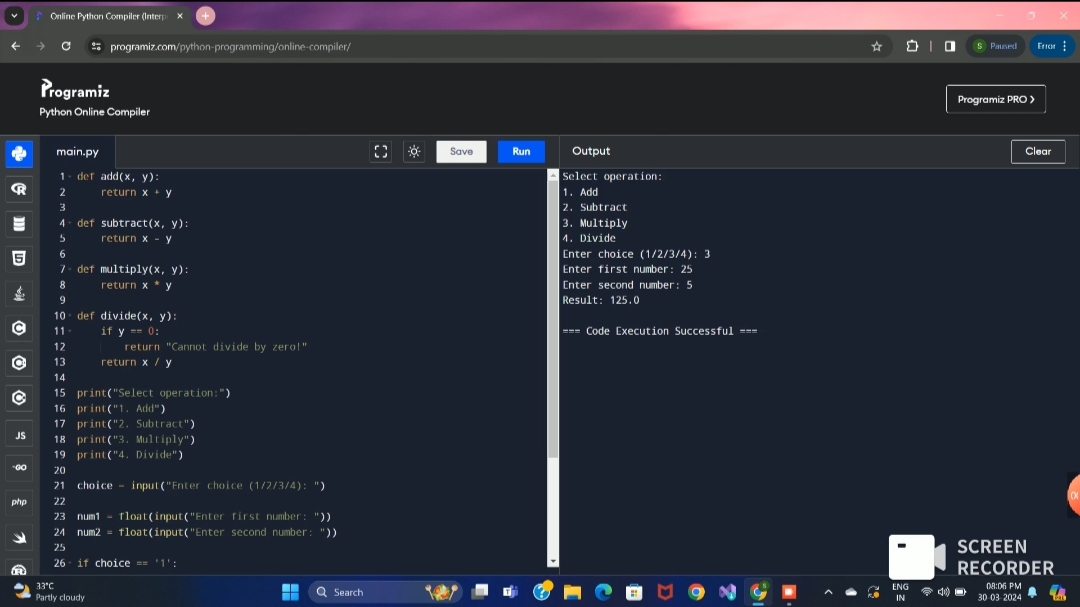 Online Python Compiler (Interp
programiz.com/python-programming/online-compiler/
S Paused
Error
Programiz
Python Online Compiler
Programiz PRO >
main.py
Save
Run
Output
Clear
1 def add(x, y):
2 return x + y
3
4 def subtract(x, y):
5 return x - y
6
7 def multiply(x, y):
8 return x * y
9
10 def divide(x, y):
11 if y == 0:
12 return "Cannot divide by zero!"
13 return x / y
14
15 print("Select operation:")
16 print("1. Add")
17 print("2. Subtract")
18 print("3. Multiply")
19 print("4. Divide")
20
21 choice = input("Enter choice (1/2/3/4): ")
22
23 num1 = float(input("Enter first number: "))
24 num2 = float(input("Enter second number: "))
25
26 if choice == '1':
Select operation:
1. Add
2. Subtract
3. Multiply
4. Divide
Enter choice (1/2/3/4): 3
Enter first number: 25
Enter second number: 5
Result: 125.0
=== Code Execution Successful ===
R
5
C
C
C
JS
GO
php
SCREEN
RECORDER
33°C
Partly cloudy
Search
ENG
IN
08:06 PM
30-03-2024